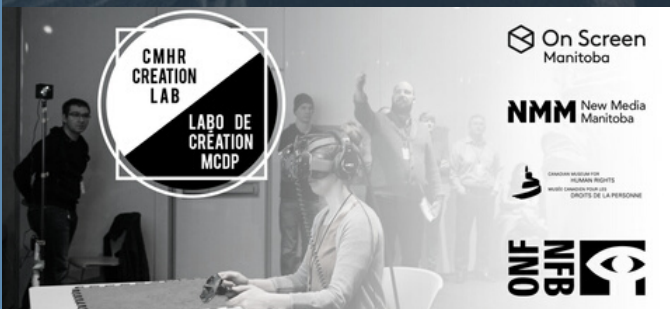 CMHR
CREATION
LAB
LABO DE
CRÉATION
MCDP
On Screen
Manitoba
NMM New Media
Manitoba
CANADIAN MUSEUM FOR
HUMAN RIGHTS
MUSÉE CANADIEN POUR LES
DROITS DE LA PERSONNE
ONF
NFB